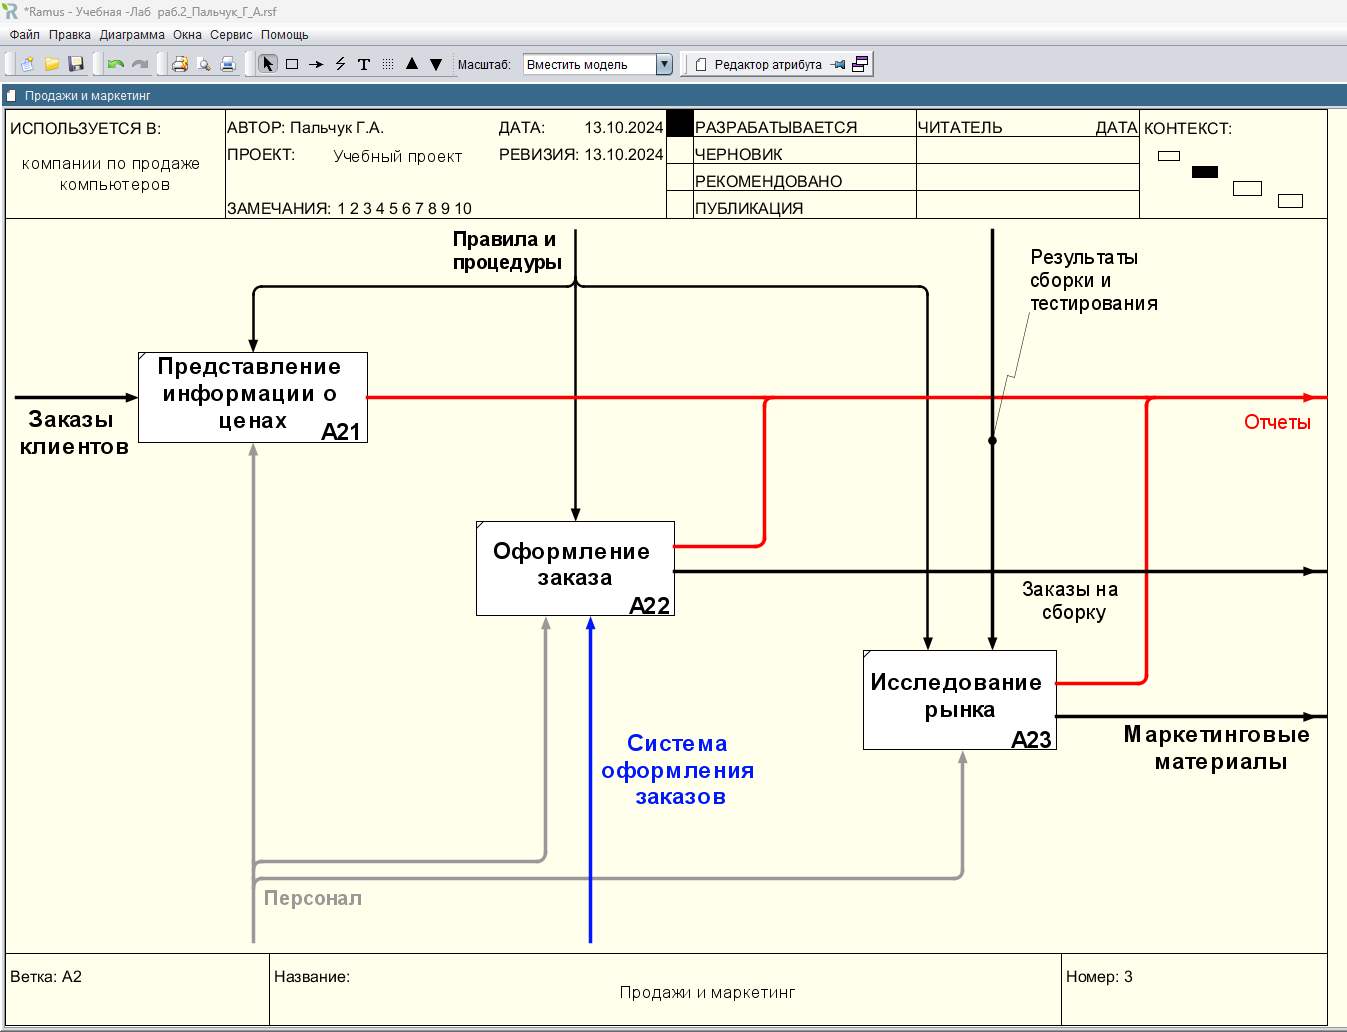 *Ramus - Учебная -Лаб раб.2_Пальчук_Г_А.rsf
Файл Правка Диаграмма Окна Сервис Помощь
Масштаб: Вместить модель Редактор атрибута
Продажи и маркетинг
ИСПОЛЬЗУЕТСЯ В:
компании по продаже
компьютеров
АВТОР: Пальчук Г.А.
ДАТА: 13.10.2024
ПРОЕКТ: Учебный проект
РЕВИЗИЯ: 13.10.2024
ЗАМЕЧАНИЯ: 1 2 3 4 5 6 7 8 9 10
РАЗРАБАТЫВАЕТСЯ
ЧЕРНОВИК
РЕКОМЕНДОВАНО
ПУБЛИКАЦИЯ
ЧИТАТЕЛЬ ДАТА
КОНТЕКСТ:
Правила и
процедуры
Результаты
сборки и
тестирования
Представление
информации о
ценах
A21
Заказы
клиентов
Отчеты
Оформление
заказа
A22
Заказы на
сборку
Исследование
рынка
A23
Маркетинговые
материалы
Система
оформления
заказов
Персонал
Ветка: A2
Название:
Продажи и маркетинг
Номер: 3